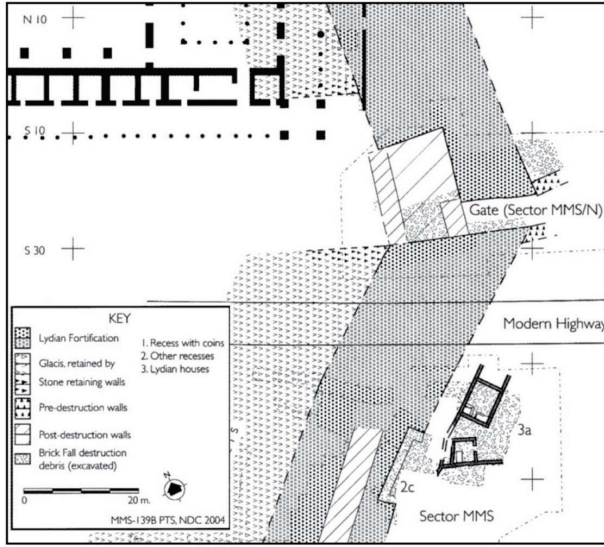 N 10
S 10
Gate (Sector MMS/N)
S 30
Modern Highway
KEY
Lydian Fortification
Glacis, retained by
Stone retaining walls
Pre-destruction walls
Post-destruction walls
Brick Fall destruction
debris (excavated)
1. Recess with coins
2. Other recesses
3. Lydian houses
N
0
20 m.
MMS-139B PTS, NDC 2004
3a
2c
Sector MMS